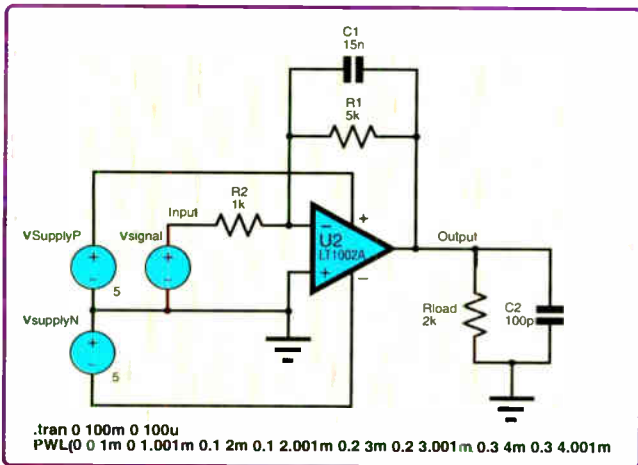 C1
15n
R1
5k
R2
1k
Input
VSupplyP
Vsignal
+
−
5
+
−
−
U2
LT1002A
+
+
−
Output
Rload
2k
C2
100p
VsupplyN
+
−
5
.tran 0 100m 0 100u
PWL(0 0 1m 0 1.001m 0.1 2m 0.1 2.001m 0.2 3m 0.2 3.001m 0.3 4m 0.3 4.001m